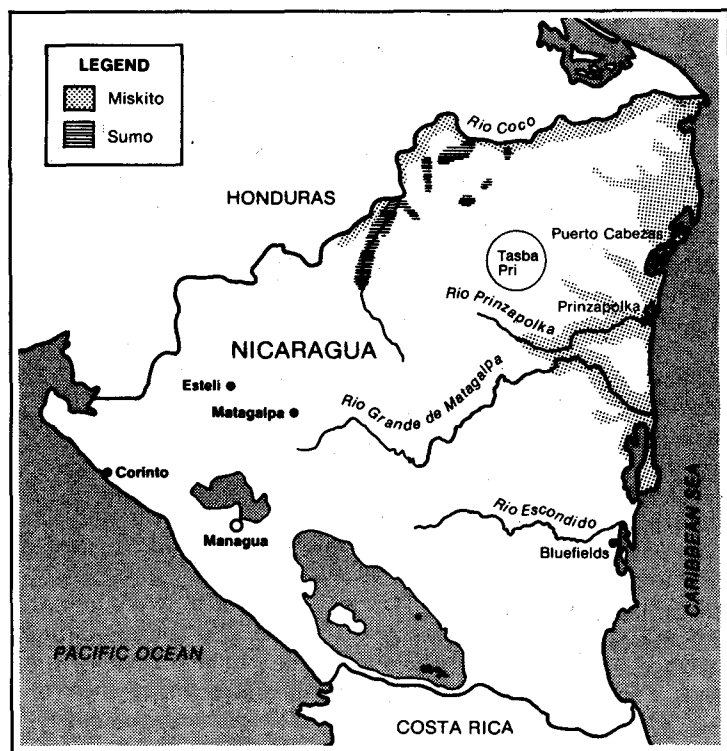 LEGEND
Miskito
Sumo
Rio Coco
HONDURAS
Puerto Cabezas
Tasba
Pri
Rio Prinzapolka
Prinzapolka
NICARAGUA
Esteli
Matagalpa
Rio Grande de Matagalpa
Corinto
Rio Escondido
Managua
Bluefields
CARIBBEAN SEA
PACIFIC OCEAN
COSTA RICA